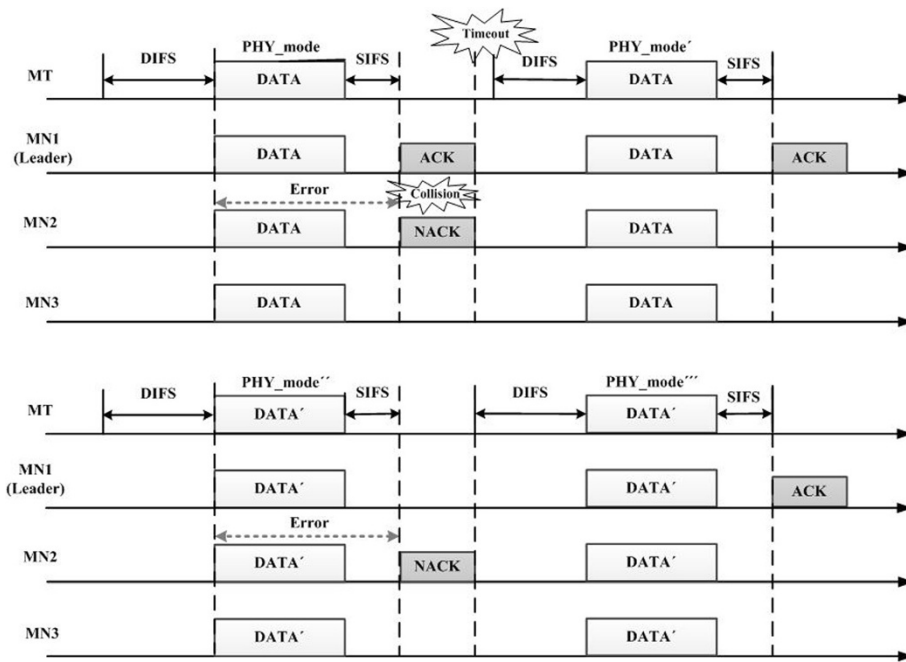 Timeout
DIFS PHY_mode SIFS DIFS PHY_mode´ SIFS
MT DATA DATA
MN1 (Leader) DATA ACK DATA ACK
Error Collision
MN2 DATA NACK DATA
MN3 DATA DATA
DIFS PHY_mode´´ SIFS DIFS PHY_mode´´´ SIFS
MT DATA´ DATA´
MN1 (Leader) DATA´ DATA´ ACK
Error
MN2 DATA´ NACK DATA´
MN3 DATA´ DATA´